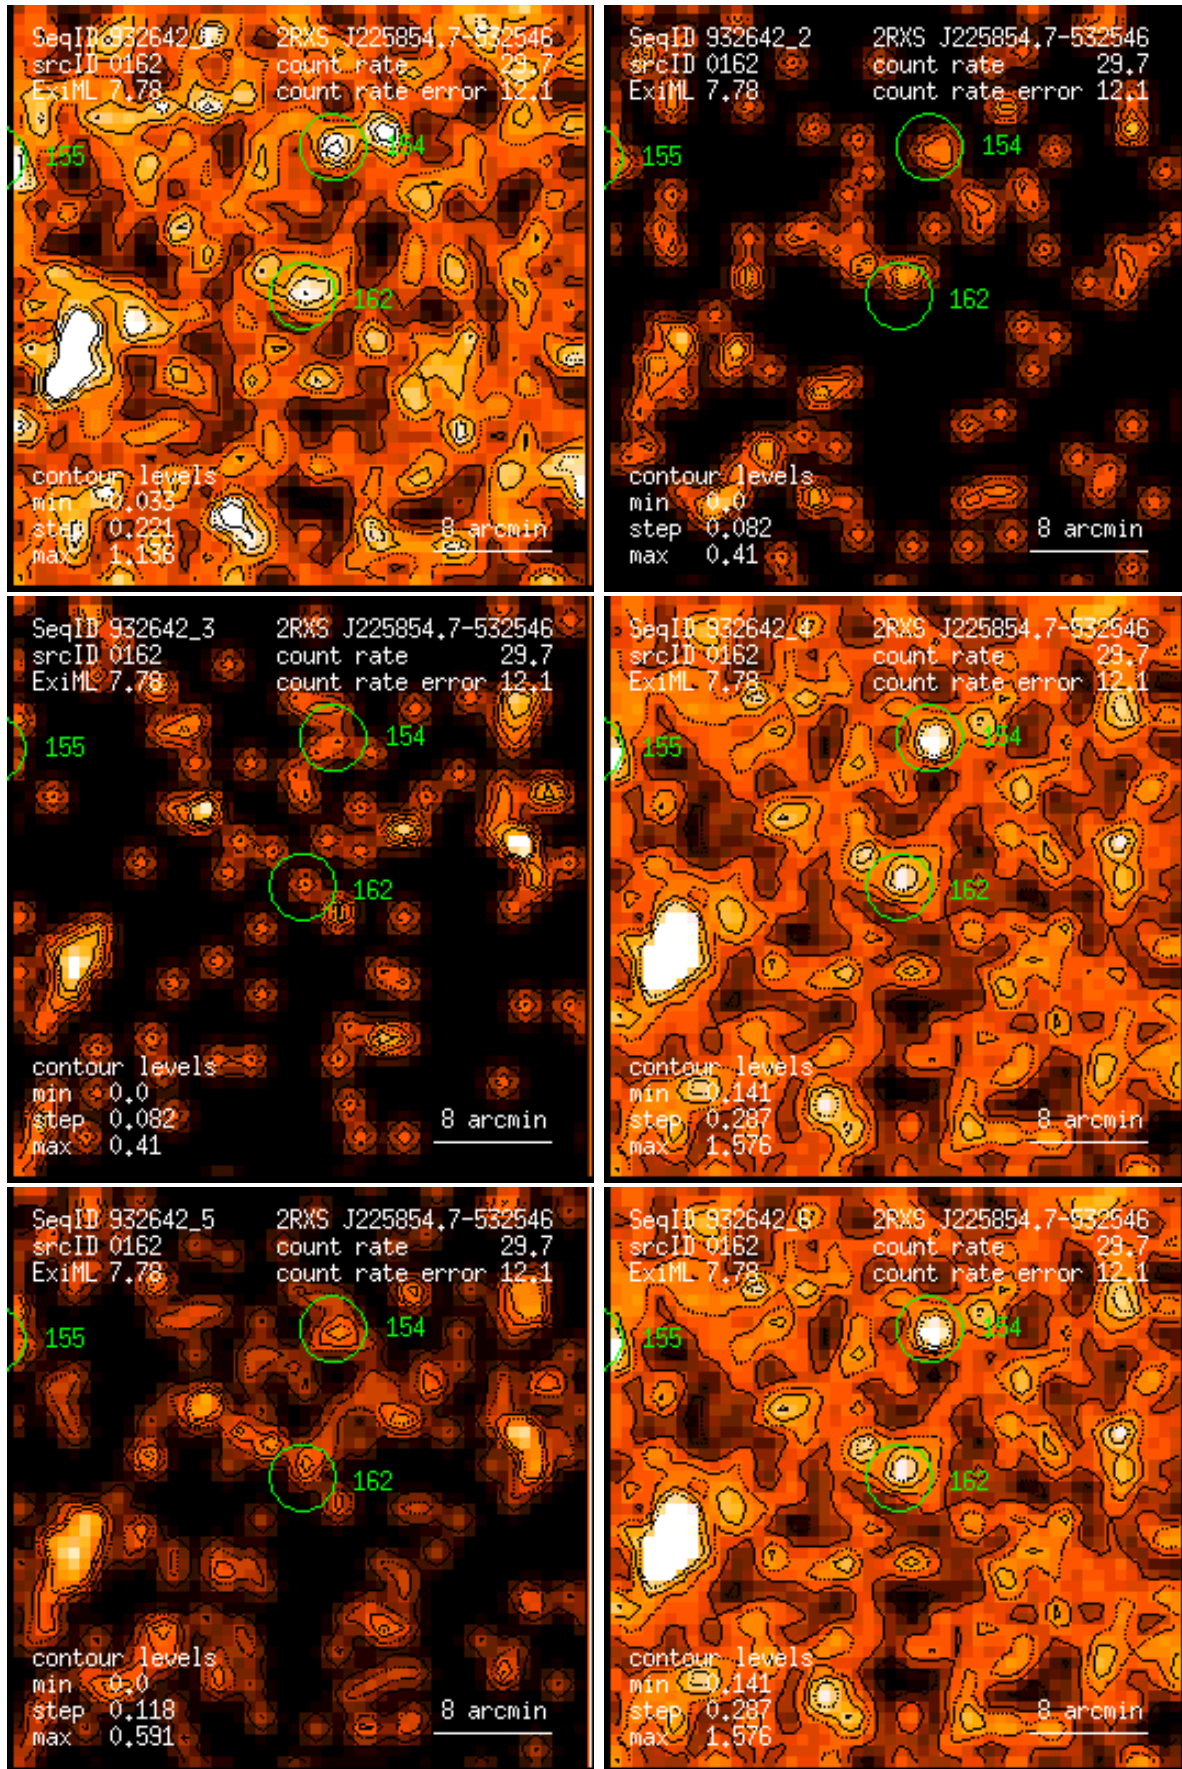 SeqID 932642_1 2RXS J225854.7-532546
srcID 0162 count rate 29.7
ExiML 7.78 count rate error 12.1
155
154
162
contour levels
min 0.033
step 0.221
max 1.136
8 arcmin
SeqID 932642_2 2RXS J225854.7-532546
srcID 0162 count rate 29.7
ExiML 7.78 count rate error 12.1
155
154
162
contour levels
min 0.0
step 0.082
max 0.41
8 arcmin
SeqID 932642_3 2RXS J225854.7-532546
srcID 0162 count rate 29.7
ExiML 7.78 count rate error 12.1
155
154
162
contour levels
min 0.0
step 0.082
max 0.41
8 arcmin
SeqID 932642_4 2RXS J225854.7-532546
srcID 0162 count rate 29.7
ExiML 7.78 count rate error 12.1
155
154
162
contour levels
min 0.141
step 0.287
max 1.576
8 arcmin
SeqID 932642_5 2RXS J225854.7-532546
srcID 0162 count rate 29.7
ExiML 7.78 count rate error 12.1
155
154
162
contour levels
min 0.0
step 0.118
max 0.591
8 arcmin
SeqID 932642_6 2RXS J225854.7-532546
srcID 0162 count rate 29.7
ExiML 7.78 count rate error 12.1
155
154
162
contour levels
min 0.141
step 0.287
max 1.576
8 arcmin